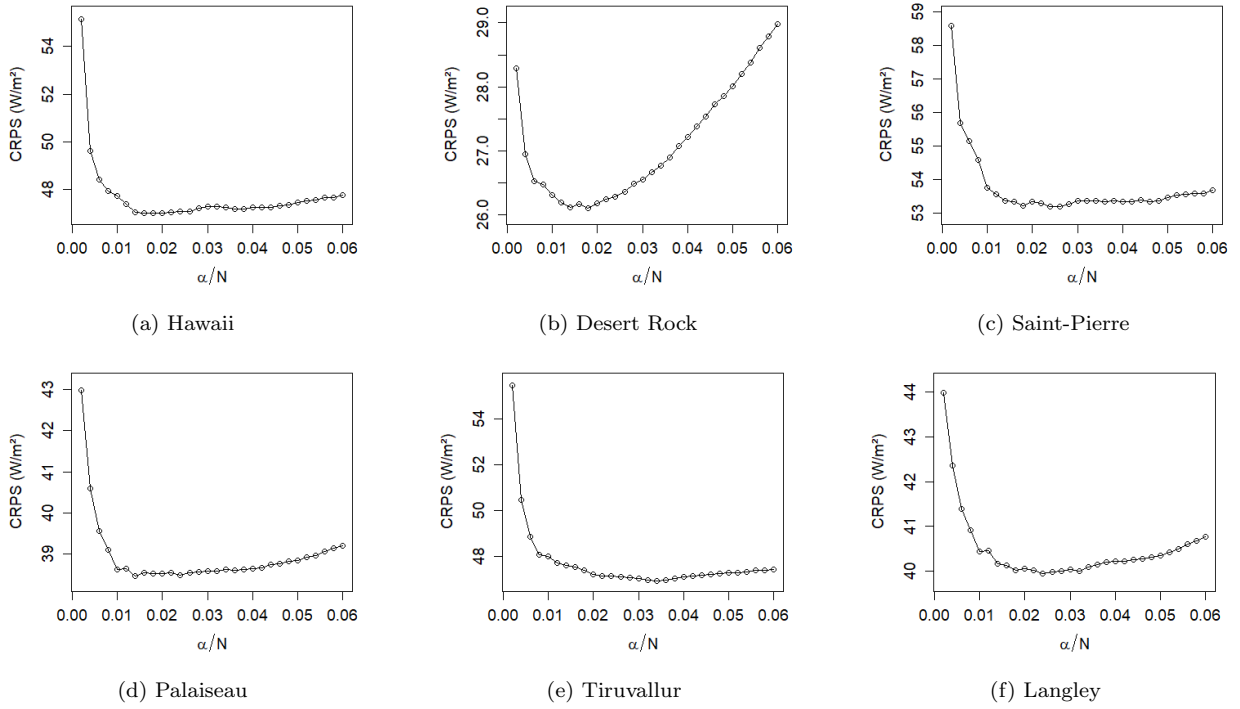 CRPS (W/m²)
54
52
50
48
0.00 0.01 0.02 0.03 0.04 0.05 0.06
α/N
(a) Hawaii
CRPS (W/m²)
29.0
28.0
27.0
26.0
0.00 0.01 0.02 0.03 0.04 0.05 0.06
α/N
(b) Desert Rock
CRPS (W/m²)
59
58
57
56
55
54
53
0.00 0.01 0.02 0.03 0.04 0.05 0.06
α/N
(c) Saint-Pierre
CRPS (W/m²)
43
42
41
40
39
0.00 0.01 0.02 0.03 0.04 0.05 0.06
α/N
(d) Palaiseau
CRPS (W/m²)
54
52
50
48
0.00 0.01 0.02 0.03 0.04 0.05 0.06
α/N
(e) Tiruvallur
CRPS (W/m²)
44
43
42
41
40
0.00 0.01 0.02 0.03 0.04 0.05 0.06
α/N
(f) Langley